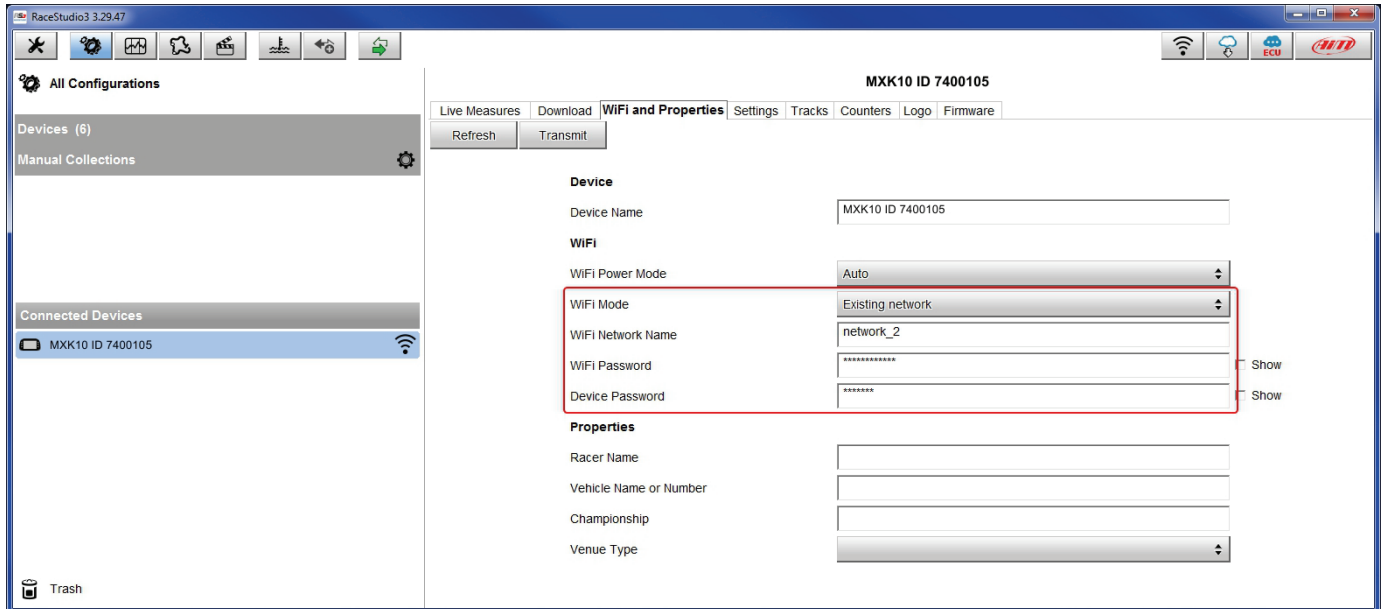 RaceStudio3 3.29.47
ECU
AiM
All Configurations
MXK10 ID 7400105
Live Measures Download WiFi and Properties Settings Tracks Counters Logo Firmware
Devices (6)
Refresh Transmit
Manual Collections
Device
Device Name MXK10 ID 7400105
WiFi
WiFi Power Mode Auto
Connected Devices
WiFi Mode Existing network
MXK10 ID 7400105
WiFi Network Name network_2
WiFi Password ************ Show
Device Password ******* Show
Properties
Racer Name
Vehicle Name or Number
Championship
Venue Type
Trash